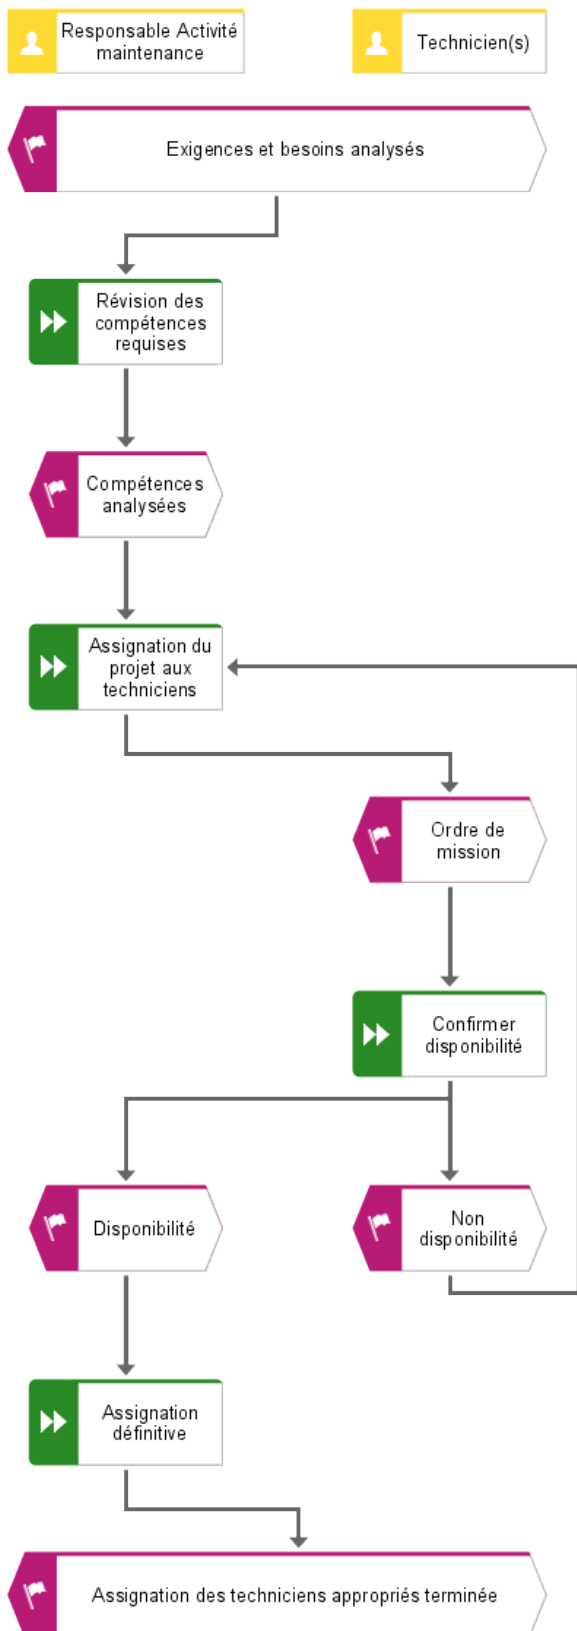 Responsable Activité
maintenance
Technicien(s)
Exigences et besoins analysés
Révision des
compétences
requises
Compétences
analysées
Assignation du
projet aux
techniciens
Ordre de
mission
Confirmer
disponibilité
Disponibilité
Non
disponibilité
Assignation
définitive
Assignation des techniciens appropriés terminée